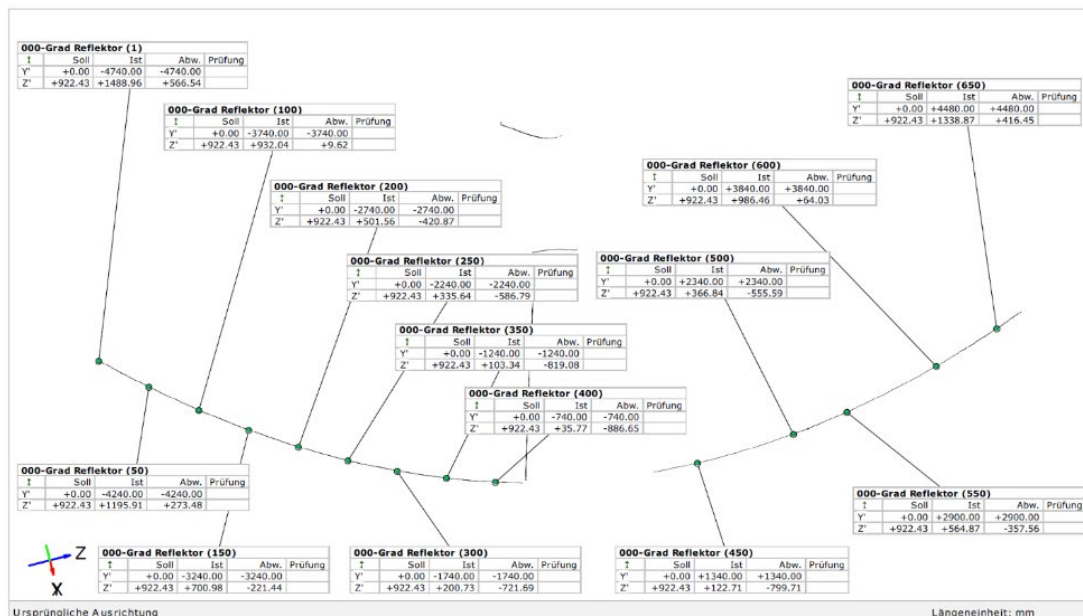 000-Grad Reflektor (1)
↕ Soll Ist Abw. Prüfung
Y' +0.00 -4740.00 -4740.00
Z' +922.43 +1488.96 +566.54
000-Grad Reflektor (100)
↕ Soll Ist Abw. Prüfung
Y' +0.00 -3740.00 -3740.00
Z' +922.43 +932.04 +9.62
000-Grad Reflektor (650)
↕ Soll Ist Abw. Prüfung
Y' +0.00 +4480.00 +4480.00
Z' +922.43 +1338.87 +416.45
000-Grad Reflektor (600)
↕ Soll Ist Abw. Prüfung
Y' +0.00 +3840.00 +3840.00
Z' +922.43 +986.46 +64.03
000-Grad Reflektor (200)
↕ Soll Ist Abw. Prüfung
Y' +0.00 -2740.00 -2740.00
Z' +922.43 +501.56 -420.87
000-Grad Reflektor (250)
↕ Soll Ist Abw. Prüfung
Y' +0.00 -2240.00 -2240.00
Z' +922.43 +335.64 -586.79
000-Grad Reflektor (500)
↕ Soll Ist Abw. Prüfung
Y' +0.00 +2340.00 +2340.00
Z' +922.43 +366.84 -555.59
000-Grad Reflektor (350)
↕ Soll Ist Abw. Prüfung
Y' +0.00 -1240.00 -1240.00
Z' +922.43 +103.34 -819.08
000-Grad Reflektor (400)
↕ Soll Ist Abw. Prüfung
Y' +0.00 -740.00 -740.00
Z' +922.43 +35.77 -886.65
000-Grad Reflektor (50)
↕ Soll Ist Abw. Prüfung
Y' +0.00 -4240.00 -4240.00
Z' +922.43 +1195.91 +273.48
000-Grad Reflektor (550)
↕ Soll Ist Abw. Prüfung
Y' +0.00 +2900.00 +2900.00
Z' +922.43 +564.87 -357.56
000-Grad Reflektor (150)
↕ Soll Ist Abw. Prüfung
Y' +0.00 -3240.00 -3240.00
Z' +922.43 +700.98 -221.44
000-Grad Reflektor (300)
↕ Soll Ist Abw. Prüfung
Y' +0.00 -1740.00 -1740.00
Z' +922.43 +200.73 -721.69
000-Grad Reflektor (450)
↕ Soll Ist Abw. Prüfung
Y' +0.00 +1340.00 +1340.00
Z' +922.43 +122.71 -799.71
Z
X
Ursprüngliche Ausrichtung
Längeneinheit: mm